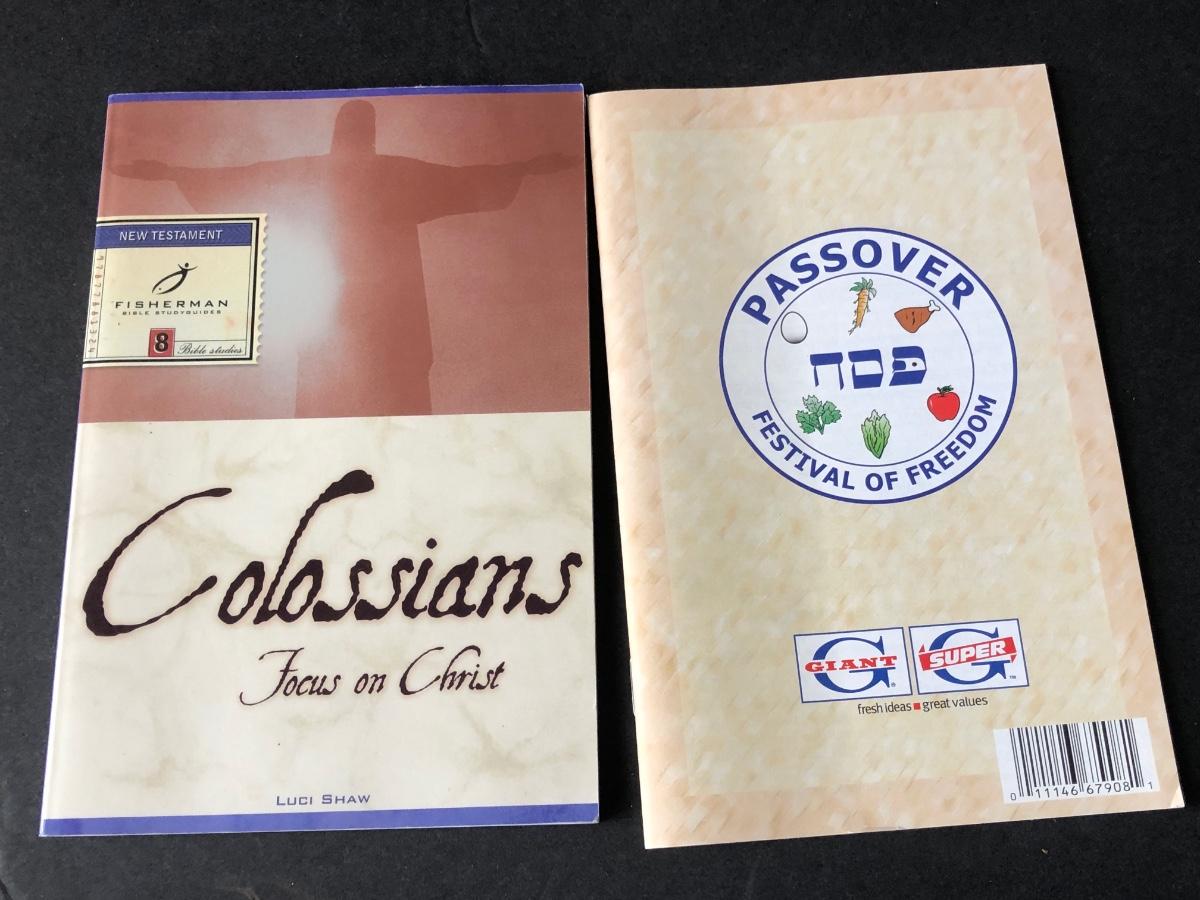 NEW TESTAMENT
FISHERMAN
BIBLE STUDYGUIDES
8 Bible studies
Colossians
Focus on Christ
LUCI SHAW
PASSOVER
פסח
FESTIVAL OF FREEDOM
GIANT
G
®
SUPER
G
™
fresh ideas ■ great values
0 11146 67908 1